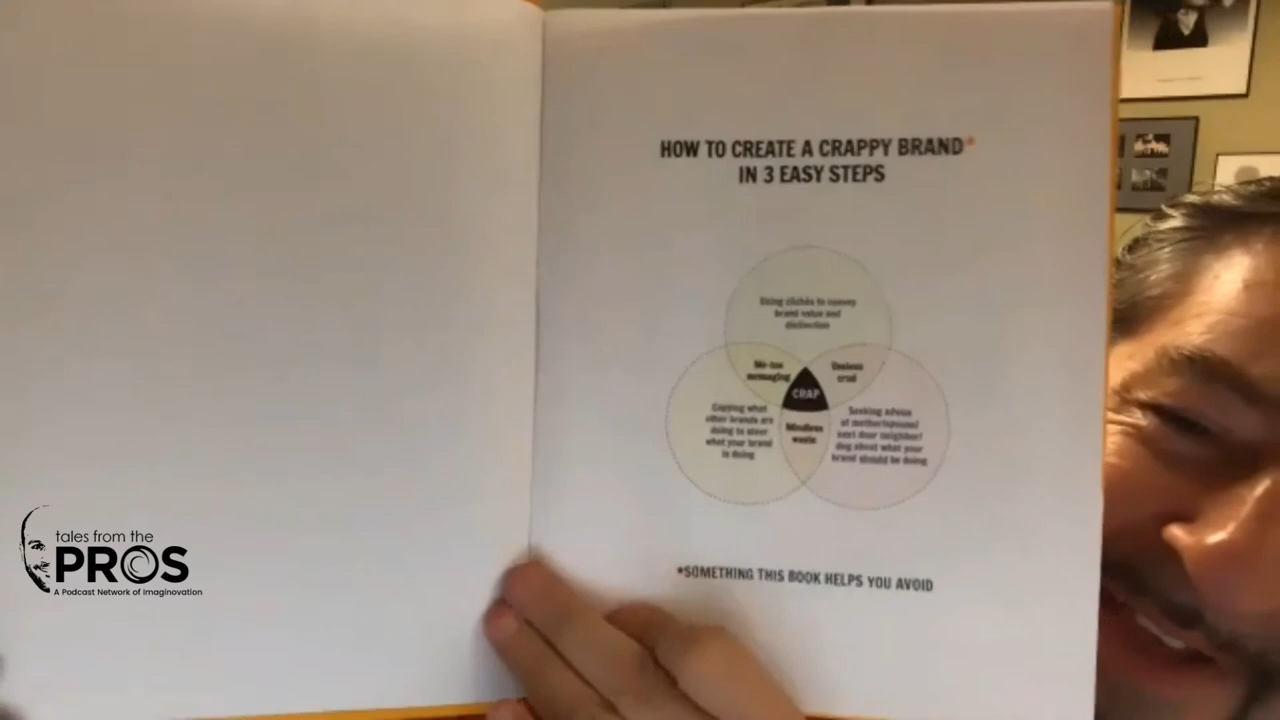 HOW TO CREATE A CRAPPY BRAND*
IN 3 EASY STEPS
Using clichés to convey
brand value and
distinction
Me-too
messaging
Useless
crud
CRAP
Copying what
other brands are
doing to steer
what your brand
is doing
Mindless
waste
Seeking advice
of mother/spouse/
next door neighbor/
dog about what your
brand should be doing
*SOMETHING THIS BOOK HELPS YOU AVOID
tales from the
PROS
A Podcast Network of Imaginovation